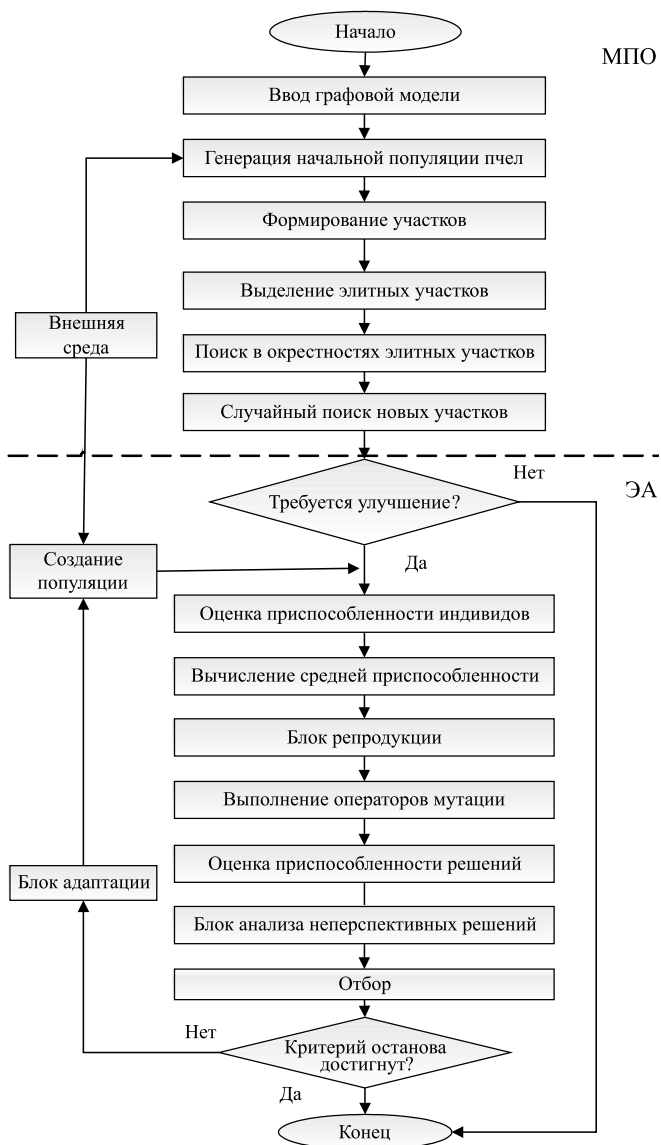 Начало
МПО
Ввод графовой модели
Генерация начальной популяции пчел
Формирование участков
Выделение элитных участков
Внешняя
среда
Поиск в окрестностях элитных участков
Случайный поиск новых участков
Нет
ЭА
Требуется улучшение?
Создание
популяции
Да
Оценка приспособленности индивидов
Вычисление средней приспособленности
Блок репродукции
Выполнение операторов мутации
Оценка приспособленности решений
Блок адаптации
Блок анализа неперспективных решений
Отбор
Нет
Критерий останова
достигнут?
Да
Конец